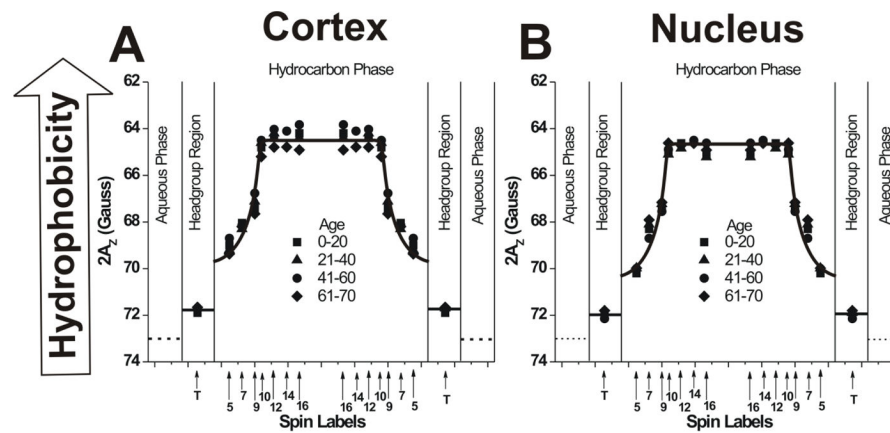 A Cortex
B Nucleus
Hydrophobicity
Hydrocarbon Phase
Hydrocarbon Phase
Aqueous Phase
Headgroup Region
Headgroup Region
Aqueous Phase
Aqueous Phase
Headgroup Region
Headgroup Region
Aqueous Phase
2A_Z (Gauss)
62
64
66
68
70
72
74
Age
0-20
21-40
41-60
61-70
T 5 7 9 10 12 14 16 16 14 12 10 9 7 5 T
Spin Labels
2A_Z (Gauss)
62
64
66
68
70
72
74
Age
0-20
21-40
41-60
61-70
T 5 7 9 10 12 14 16 16 14 12 10 9 7 5 T
Spin Labels